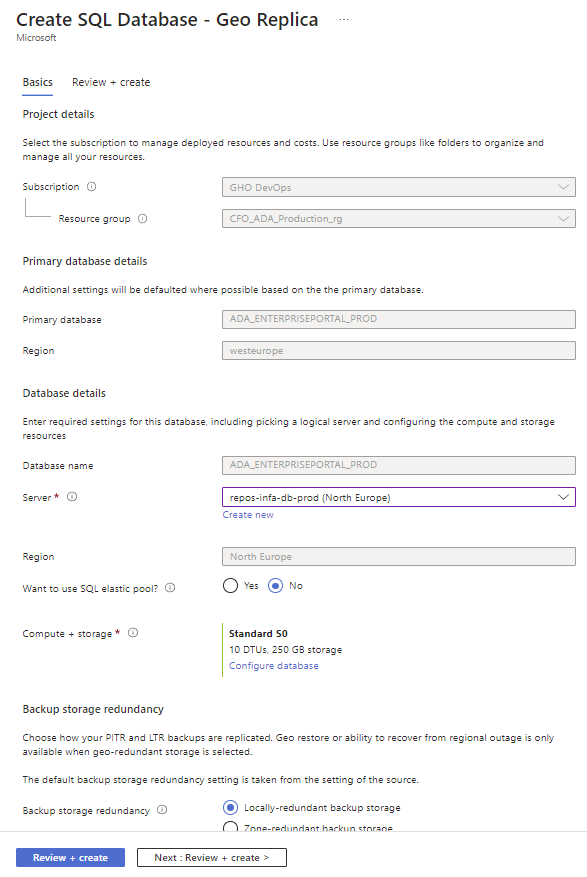 Create SQL Database - Geo Replica ...
Microsoft
Basics Review + create
Project details
Select the subscription to manage deployed resources and costs. Use resource groups like folders to organize and
manage all your resources.
Subscription
GHO DevOps
Resource group
CFO_ADA_Production_rg
Primary database details
Additional settings will be defaulted where possible based on the the primary database.
Primary database
ADA_ENTERPRISEPORTAL_PROD
Region
westeurope
Database details
Enter required settings for this database, including picking a logical server and configuring the compute and storage
resources
Database name
ADA_ENTERPRISEPORTAL_PROD
Server *
repos-infa-db-prod (North Europe)
Create new
Region
North Europe
Want to use SQL elastic pool?
Yes No
Compute + storage *
Standard S0
10 DTUs, 250 GB storage
Configure database
Backup storage redundancy
Choose how your PITR and LTR backups are replicated. Geo restore or ability to recover from regional outage is only
available when geo-redundant storage is selected.
The default backup storage redundancy setting is taken from the setting of the source.
Backup storage redundancy
Locally-redundant backup storage
Zone-redundant backup storage
Review + create
Next : Review + create >